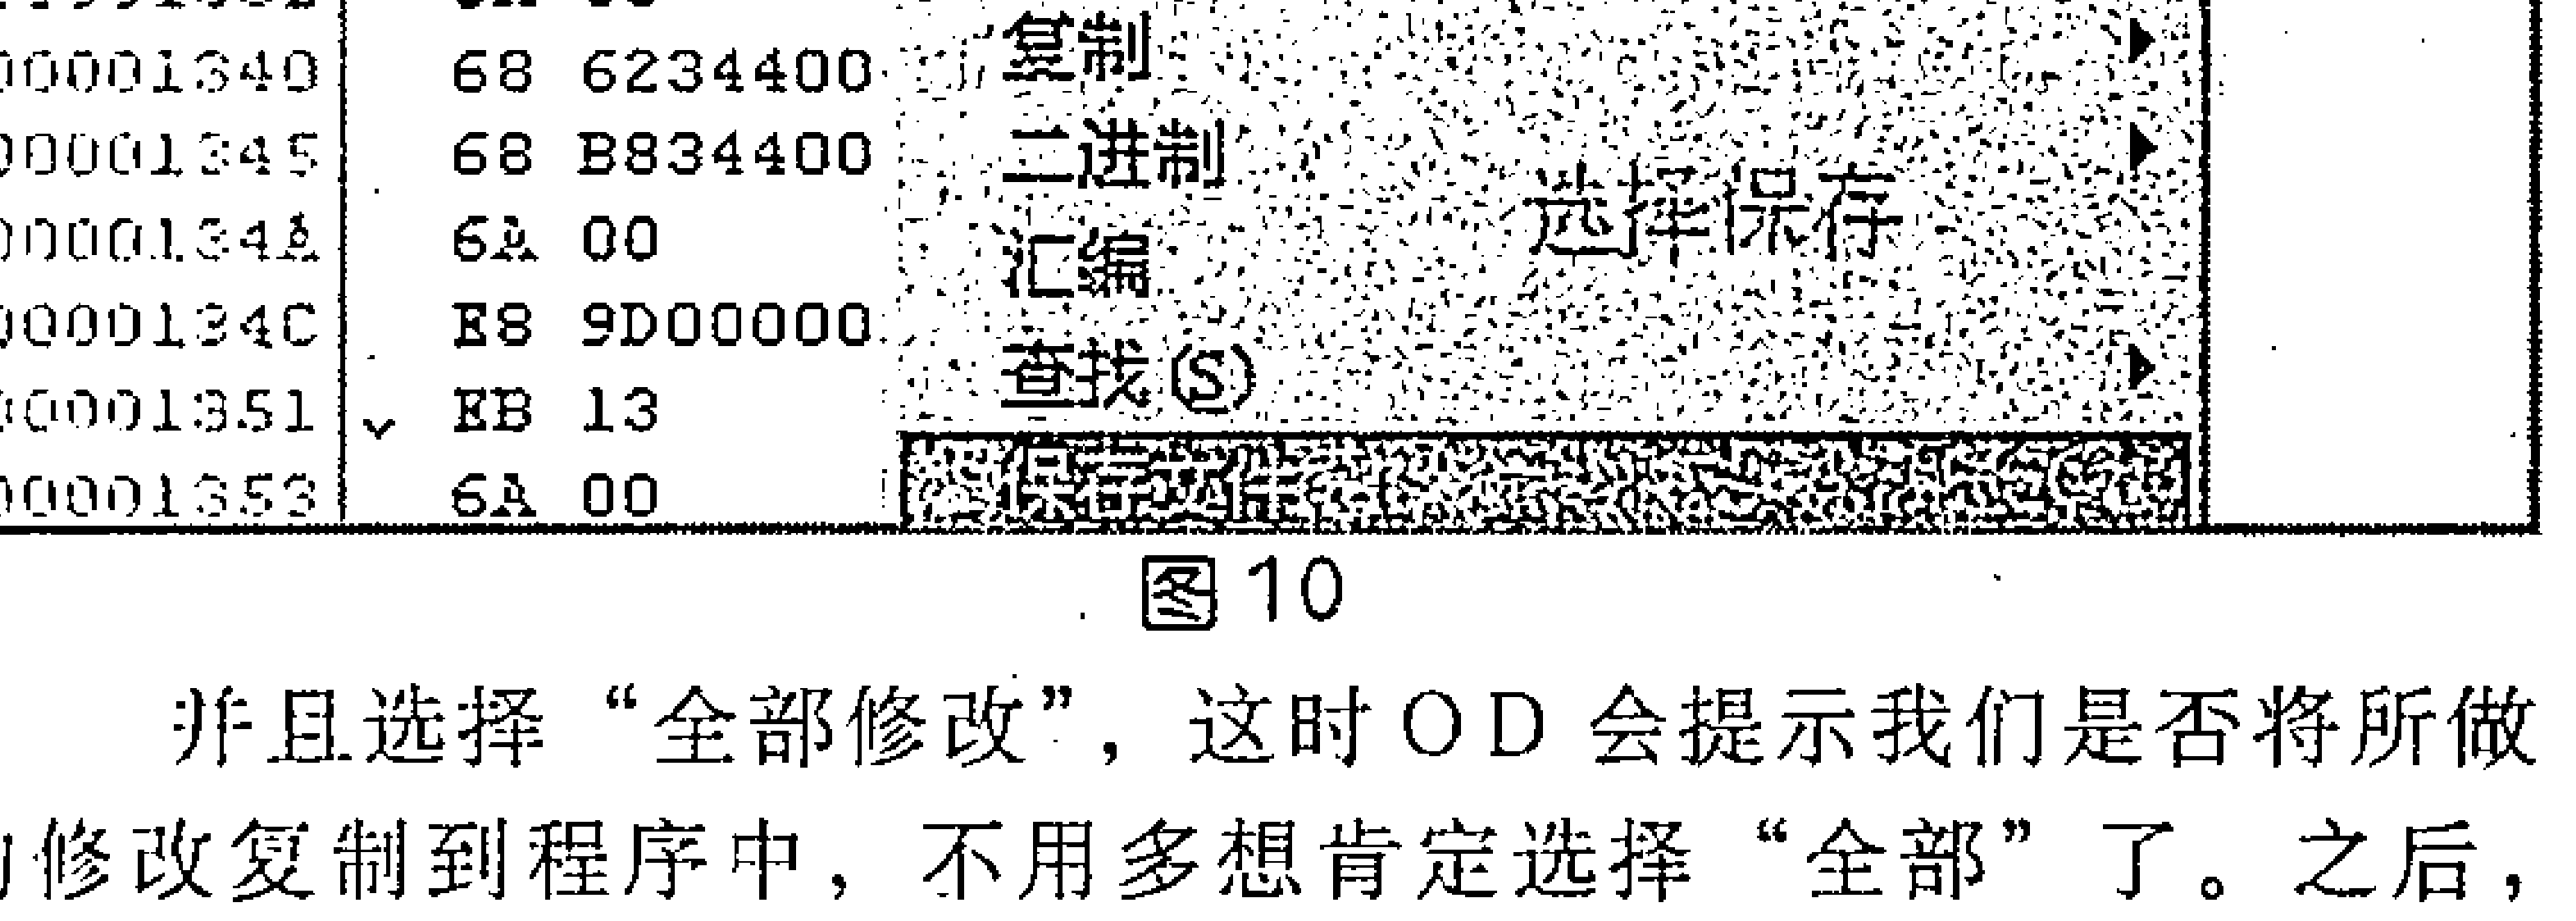 00001340 68 6234400 复制
00001345 68 B834400 二进制
选择保存
0000134A 6A 00 汇编
0000134C E8 9D00000 查找(S)
00001351 EB 13
00001353 6A 00 保存文件
图10
并且选择“全部修改”，这时OD会提示我们是否将所做
修改复制到程序中，不用多想肯定选择“全部”了。之后，